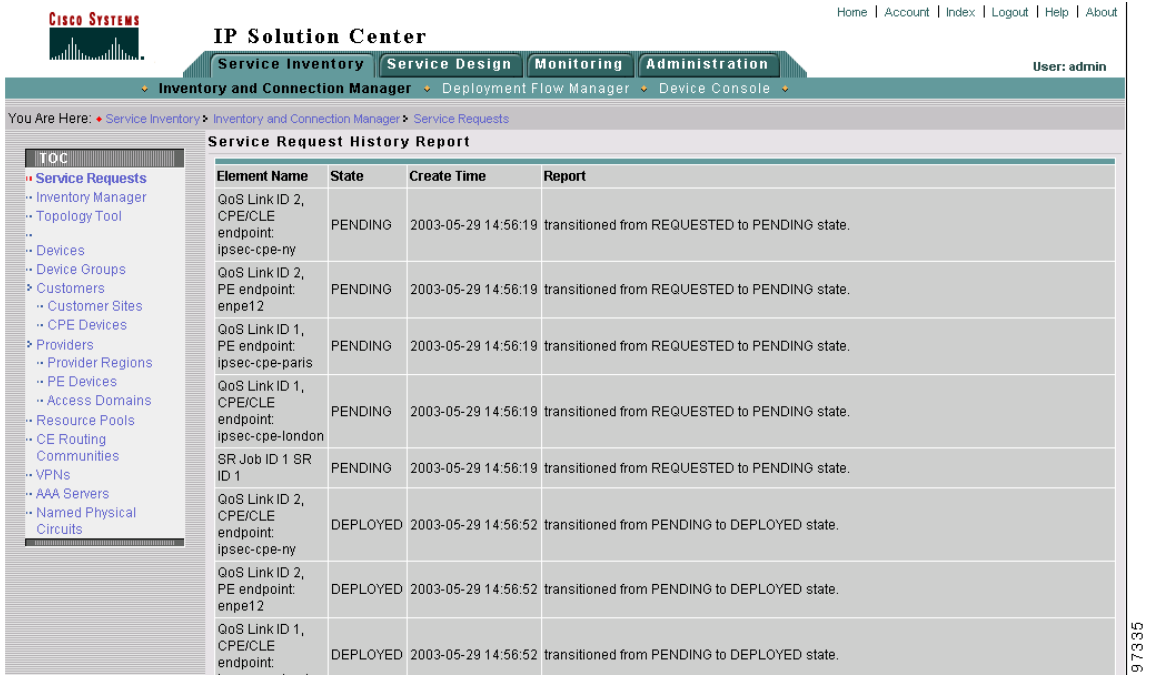 Home | Account | Index | Logout | Help | About
CISCO SYSTEMS
IP Solution Center
Service Inventory Service Design Monitoring Administration
User: admin
Inventory and Connection Manager Deployment Flow Manager Device Console
You Are Here: Service Inventory Inventory and Connection Manager Service Requests
Service Request History Report
TOC
Service Requests
Inventory Manager
Topology Tool
Devices
Device Groups
Customers
Customer Sites
CPE Devices
Providers
Provider Regions
PE Devices
Access Domains
Resource Pools
CE Routing
Communities
VPNs
AAA Servers
Named Physical
Circuits
Element Name State Create Time Report
QoS Link ID 2,
CPE/CLE
endpoint:
ipsec-cpe-ny
PENDING 2003-05-29 14:56:19 transitioned from REQUESTED to PENDING state.
QoS Link ID 2,
PE endpoint:
enpe12
PENDING 2003-05-29 14:56:19 transitioned from REQUESTED to PENDING state.
QoS Link ID 1,
PE endpoint:
ipsec-cpe-paris
PENDING 2003-05-29 14:56:19 transitioned from REQUESTED to PENDING state.
QoS Link ID 1,
CPE/CLE
endpoint:
ipsec-cpe-london
PENDING 2003-05-29 14:56:19 transitioned from REQUESTED to PENDING state.
SR Job ID 1 SR
ID 1
PENDING 2003-05-29 14:56:19 transitioned from REQUESTED to PENDING state.
QoS Link ID 2,
CPE/CLE
endpoint:
ipsec-cpe-ny
DEPLOYED 2003-05-29 14:56:52 transitioned from PENDING to DEPLOYED state.
QoS Link ID 2,
PE endpoint:
enpe12
DEPLOYED 2003-05-29 14:56:52 transitioned from PENDING to DEPLOYED state.
QoS Link ID 1,
CPE/CLE
endpoint:
DEPLOYED 2003-05-29 14:56:52 transitioned from PENDING to DEPLOYED state.
97335